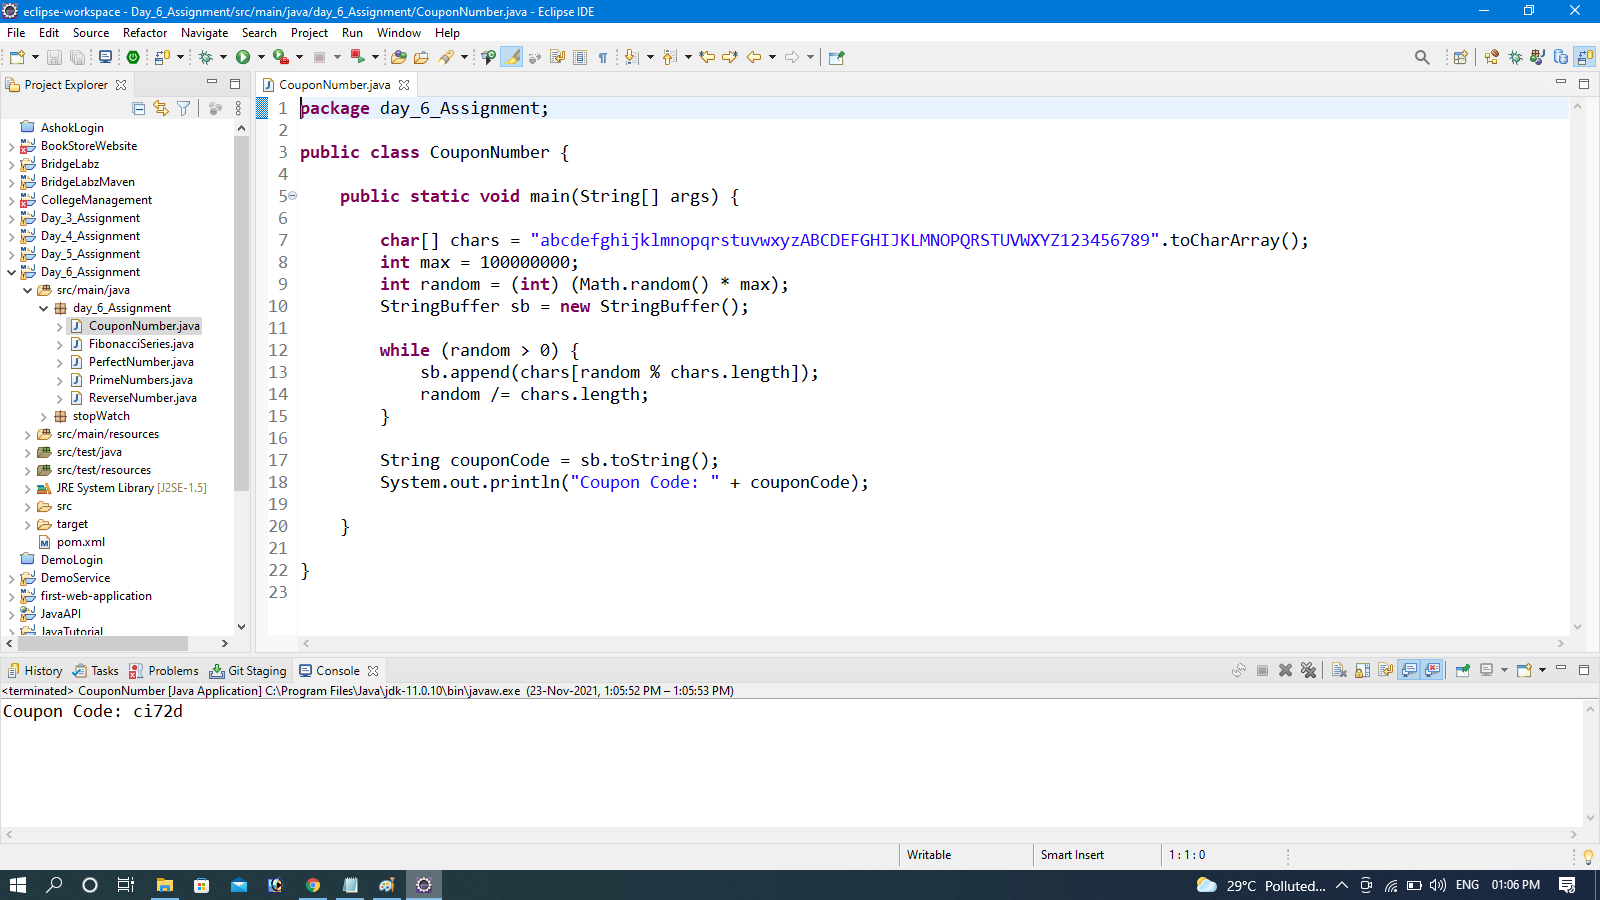 eclipse-workspace - Day_6_Assignment/src/main/java/day_6_Assignment/CouponNumber.java - Eclipse IDE
File Edit Source Refactor Navigate Search Project Run Window Help
Project Explorer
AshokLogin
BookStoreWebsite
BridgeLabz
BridgeLabzMaven
CollegeManagement
Day_3_Assignment
Day_4_Assignment
Day_5_Assignment
Day_6_Assignment
src/main/java
day_6_Assignment
CouponNumber.java
FibonacciSeries.java
PerfectNumber.java
PrimeNumbers.java
ReverseNumber.java
stopWatch
src/main/resources
src/test/java
src/test/resources
JRE System Library [J2SE-1.5]
src
target
pom.xml
DemoLogin
DemoService
first-web-application
JavaAPI
JavaTutorial
CouponNumber.java
1 package day_6_Assignment;
2
3 public class CouponNumber {
4
5 public static void main(String[] args) {
6
7 char[] chars = "abcdefghijklmnopqrstuvwxyzABCDEFGHIJKLMNOPQRSTUVWXYZ123456789".toCharArray();
8 int max = 100000000;
9 int random = (int) (Math.random() * max);
10 StringBuffer sb = new StringBuffer();
11
12 while (random > 0) {
13 sb.append(chars[random % chars.length]);
14 random /= chars.length;
15 }
16
17 String couponCode = sb.toString();
18 System.out.println("Coupon Code: " + couponCode);
19
20 }
21
22 }
23
History Tasks Problems Git Staging Console
<terminated> CouponNumber [Java Application] C:\Program Files\Java\jdk-11.0.10\bin\javaw.exe (23-Nov-2021, 1:05:52 PM – 1:05:53 PM)
Coupon Code: ci72d
Writable Smart Insert 1 : 1 : 0
29°C Polluted... ENG 01:06 PM